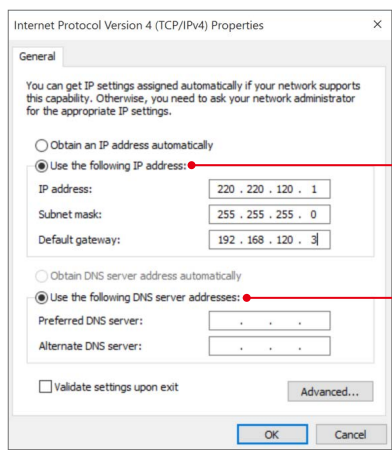 Internet Protocol Version 4 (TCP/IPv4) Properties
General
You can get IP settings assigned automatically if your network supports
this capability. Otherwise, you need to ask your network administrator
for the appropriate IP settings.
Obtain an IP address automatically
Use the following IP address:
IP address: 220 . 220 . 120 . 1
Subnet mask: 255 . 255 . 255 . 0
Default gateway: 192 . 168 . 120 . 3
Obtain DNS server address automatically
Use the following DNS server addresses:
Preferred DNS server: . . .
Alternate DNS server: . . .
Validate settings upon exit
Advanced...
OK Cancel